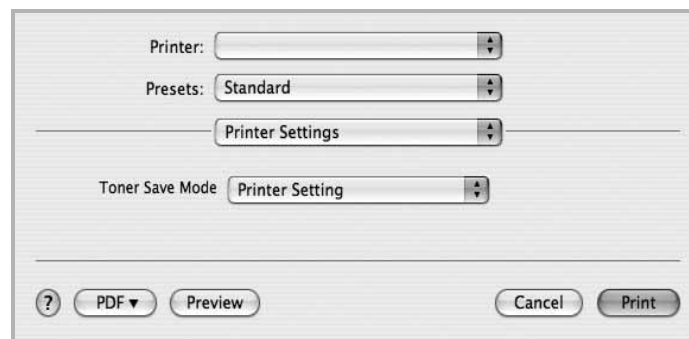 Printer:
Presets: Standard
Printer Settings
Toner Save Mode Printer Setting
? PDF▼ Preview Cancel Print